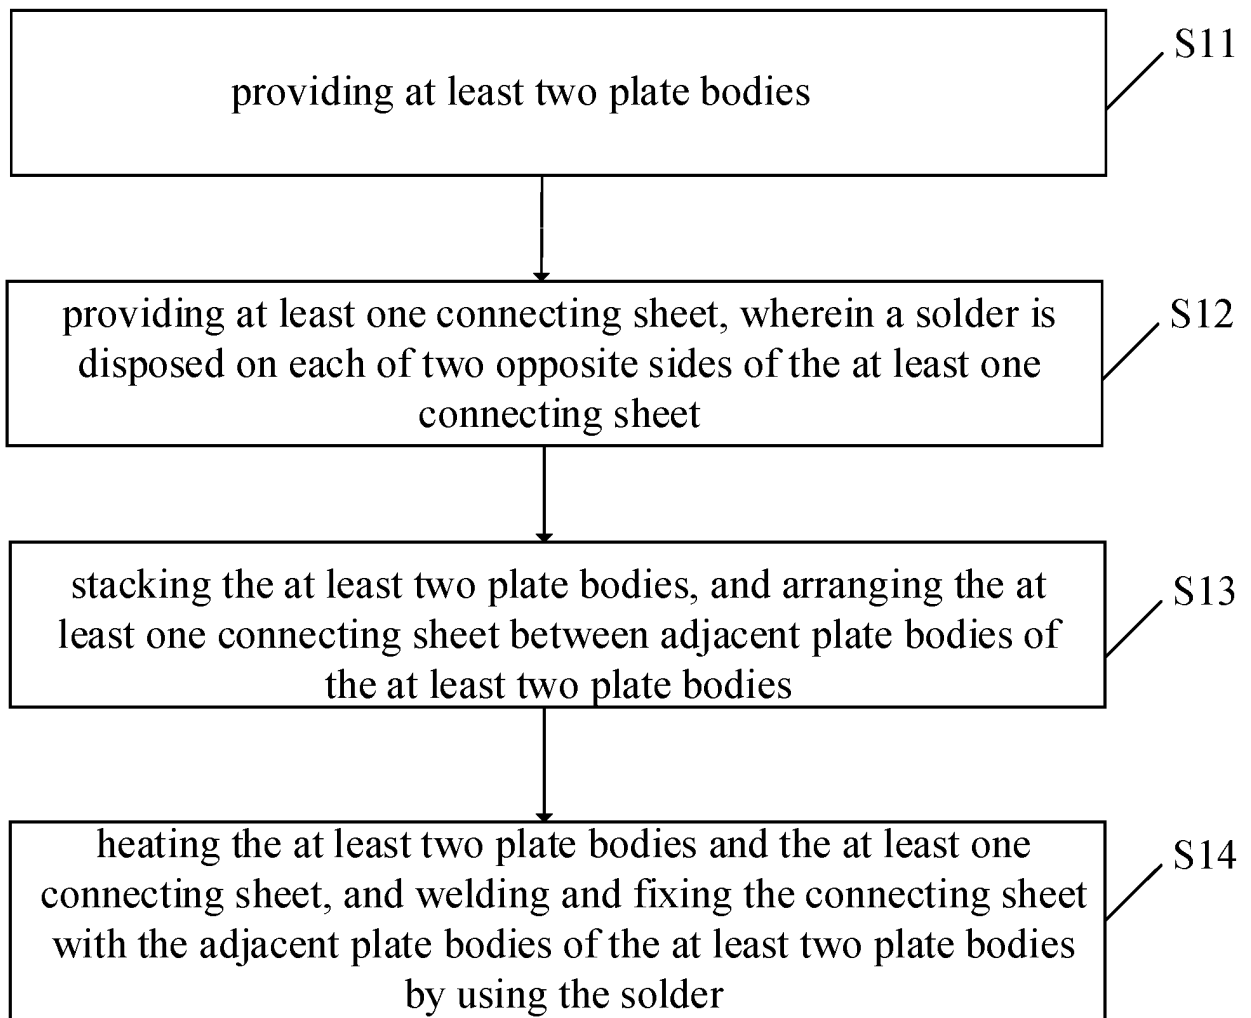 providing at least two plate bodies
S11
providing at least one connecting sheet, wherein a solder is
disposed on each of two opposite sides of the at least one
connecting sheet
S12
stacking the at least two plate bodies, and arranging the at
least one connecting sheet between adjacent plate bodies of
the at least two plate bodies
S13
heating the at least two plate bodies and the at least one
connecting sheet, and welding and fixing the connecting sheet
with the adjacent plate bodies of the at least two plate bodies
by using the solder
S14